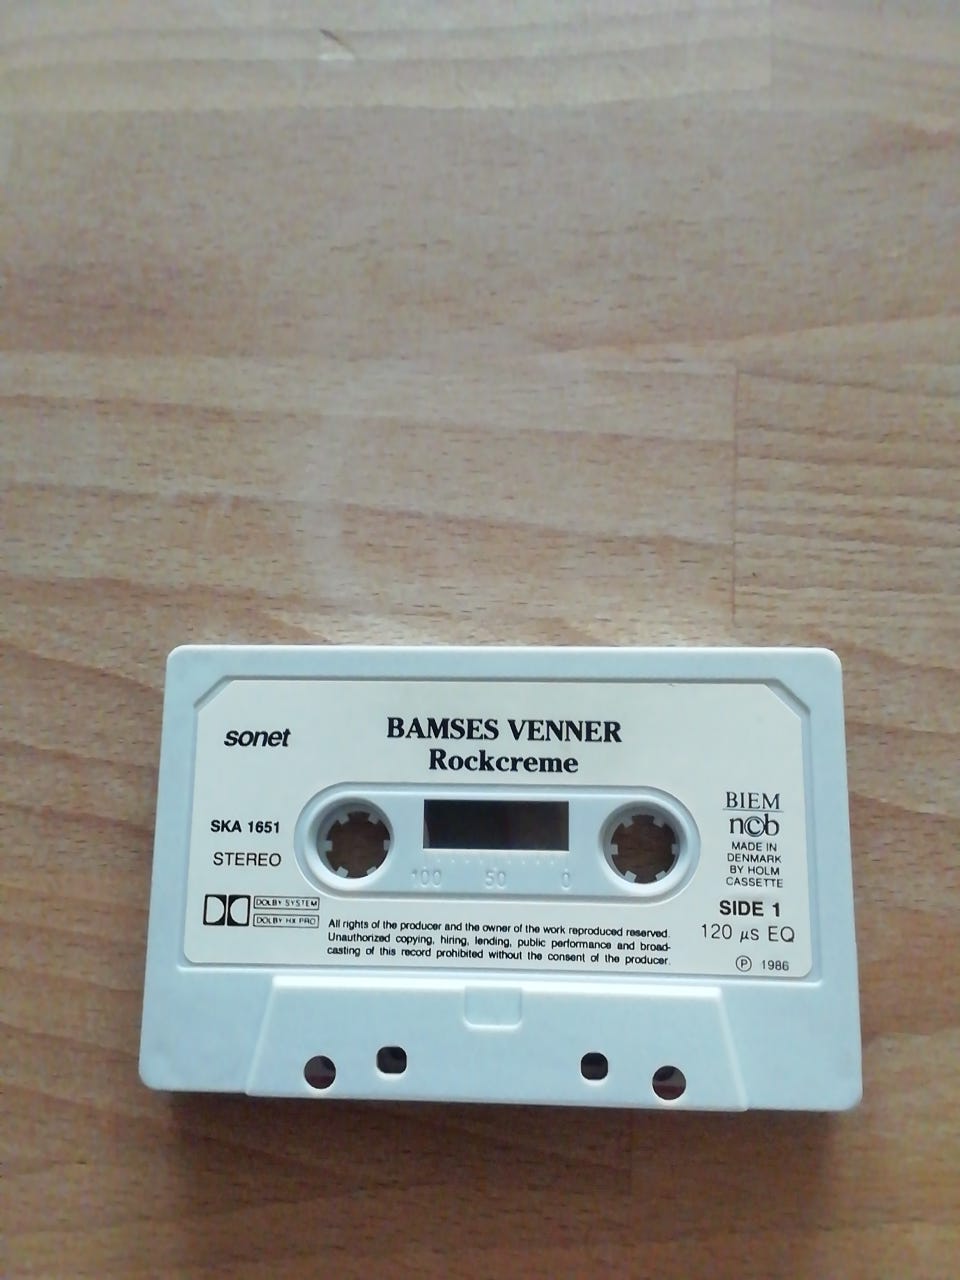 sonet
BAMSES VENNER
Rockcreme
SKA 1651
STEREO
DOLBY SYSTEM
DOLBY HX PRO
100 50 0
BIEM
ncb
MADE IN
DENMARK
BY HOLM
CASSETTE
SIDE 1
120 µS EQ
Ⓟ 1986
All rights of the producer and the owner of the work reproduced reserved.
Unauthorized copying, hiring, lending, public performance and broad-
casting of this record prohibited without the consent of the producer.